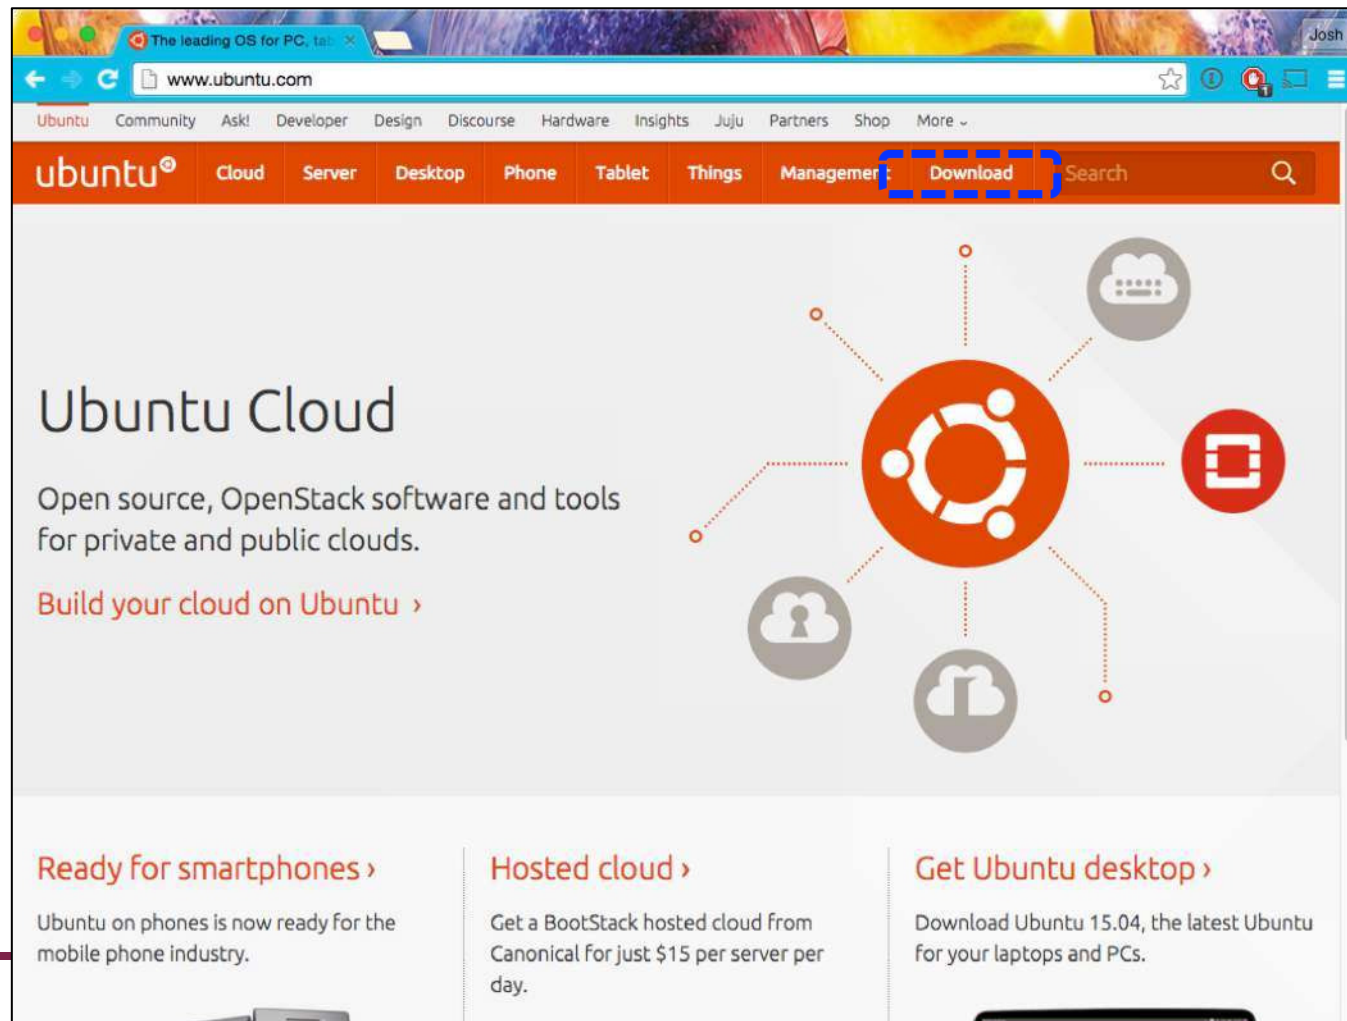 The leading OS for PC, tab
Josh
www.ubuntu.com
1
Ubuntu Community Ask! Developer Design Discourse Hardware Insights Juju Partners Shop More
ubuntu® Cloud Server Desktop Phone Tablet Things Management Download Search
Ubuntu Cloud
Open source, OpenStack software and tools
for private and public clouds.
Build your cloud on Ubuntu ›
Ready for smartphones ›
Ubuntu on phones is now ready for the
mobile phone industry.
Hosted cloud ›
Get a BootStack hosted cloud from
Canonical for just $15 per server per
day.
Get Ubuntu desktop ›
Download Ubuntu 15.04, the latest Ubuntu
for your laptops and PCs.